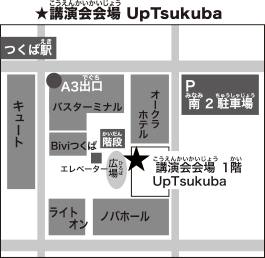 こうえんかいかいじょう
★講演会会場 UpTsukuba
えき
つくば駅
でぐち
A3出口
バスターミナル
オークラ
ホテル
P
みなみ ちゅうしゃじょう
南 2 駐車場
キュート
Biviつくば
かいだん
階段
エレベーター
ひろば
広場
★
こうえんかいかいじょう かい
講演会会場 1階
UpTsukuba
ライト
オン
ノバホール